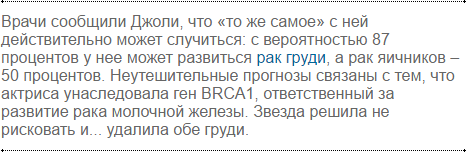 Врачи сообщили Джоли, что «то же самое» с ней
действительно может случиться: с вероятностью 87
процентов у нее может развиться рак груди, а рак яичников –
50 процентов. Неутешительные прогнозы связаны с тем, что
актриса унаследовала ген BRCA1, ответственный за
развитие рака молочной железы. Звезда решила не
рисковать и... удалила обе груди.